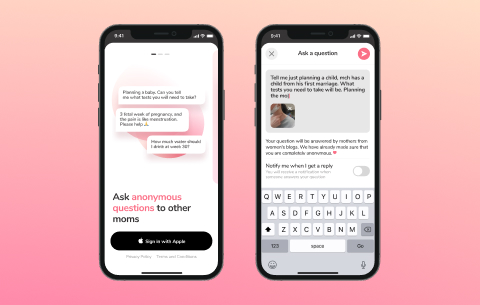 9:41
Planning a baby. Can you tell
me what tests you need to take?
3 fetal week of pregnancy, and
the pain is like menstruation.
Please help 🙏
How much water should
I drink at week 38?
Ask anonymous
questions to other
moms
Sign in with Apple
Privacy Policy Terms and Conditions
9:41
Ask a question
Tell me just planning a child, mch has a
child from his first marriage. What
tests you need to take will be. Planning
the mo
Your question will be answered by mothers from
women's blogs. We have already made sure that
you are completely anonymous ❤️
Notify me when I get a reply
You will receive a notification when
someone answers your question
Q W E R T Y U I O P
A S D F G H J K L
Z X C V B N M
123 space Go